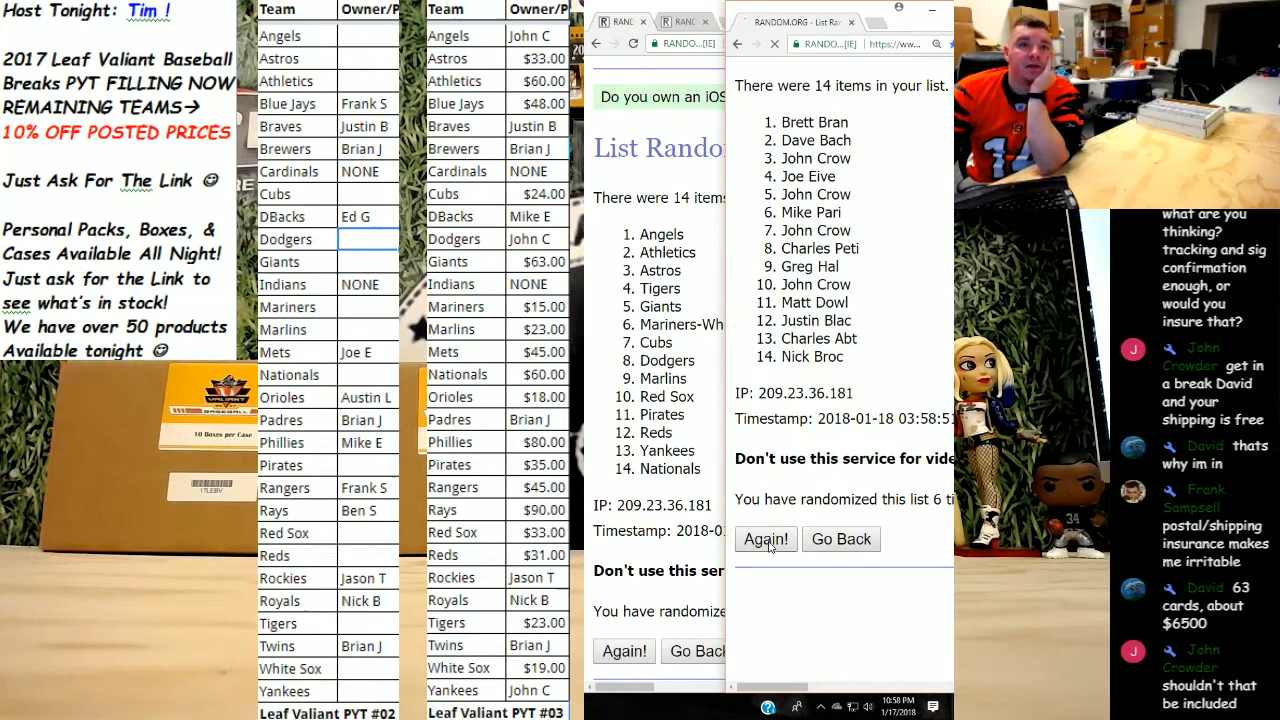 Host Tonight: Tim !
2017 Leaf Valiant Baseball
Breaks PYT FILLING NOW
REMAINING TEAMS→
10% OFF POSTED PRICES
Just Ask For The Link ☺
Personal Packs, Boxes, &
Cases Available All Night!
Just ask for the Link to
see what's in stock!
We have over 50 products
Available tonight ☺
VALIANT
BASEBALL
10 Boxes per Case
17LEBV
Team Owner/P
Angels
Astros
Athletics
Blue Jays Frank S
Braves Justin B
Brewers Brian J
Cardinals NONE
Cubs
DBacks Ed G
Dodgers
Giants
Indians NONE
Mariners
Marlins
Mets Joe E
Nationals
Orioles Austin L
Padres Brian J
Phillies Mike E
Pirates
Rangers Frank S
Rays Ben S
Red Sox
Reds
Rockies Jason T
Royals Nick B
Tigers
Twins Brian J
White Sox
Yankees
Leaf Valiant PYT #02
Team Owner/P
Angels John C
Astros $33.00
Athletics $60.00
Blue Jays $48.00
Braves Justin B
Brewers Brian J
Cardinals NONE
Cubs $24.00
DBacks Mike E
Dodgers John C
Giants $63.00
Indians NONE
Mariners $15.00
Marlins $23.00
Mets $45.00
Nationals $60.00
Orioles $18.00
Padres Brian J
Phillies $80.00
Pirates $35.00
Rangers $45.00
Rays $90.00
Red Sox $33.00
Reds $31.00
Rockies Jason T
Royals Nick B
Tigers $23.00
Twins Brian J
White Sox $19.00
Yankees John C
Leaf Valiant PYT #03
RAND
RAND
RANDO...[IE]
Do you own an iOS
List Rando
There were 14 items
1. Angels
2. Athletics
3. Astros
4. Tigers
5. Giants
6. Mariners-Wh
7. Cubs
8. Dodgers
9. Marlins
10. Red Sox
11. Pirates
12. Reds
13. Yankees
14. Nationals
IP: 209.23.36.181
Timestamp: 2018-01
Don't use this ser
You have randomize
Again! Go Back
RANDOM.ORG - List Ra
RANDO...[IE] https://ww...
There were 14 items in your list.
1. Brett Bran
2. Dave Bach
3. John Crow
4. Joe Eive
5. John Crow
6. Mike Pari
7. John Crow
8. Charles Peti
9. Greg Hal
10. John Crow
11. Matt Dowl
12. Justin Blac
13. Charles Abt
14. Nick Broc
IP: 209.23.36.181
Timestamp: 2018-01-18 03:58:51
Don't use this service for vide
You have randomized this list 6 ti
Again! Go Back
10:58 PM
1/17/2018
34
what are you
thinking?
tracking and sig
confirmation
enough, or
would you
insure that?
J John
Crowder get in
a break David
and your
shipping is free
David thats
why im in
Frank
Sampsell
postal/shipping
insurance makes
me irritable
David 63
cards, about
$6500
J John
Crowder
shouldn't that
be included